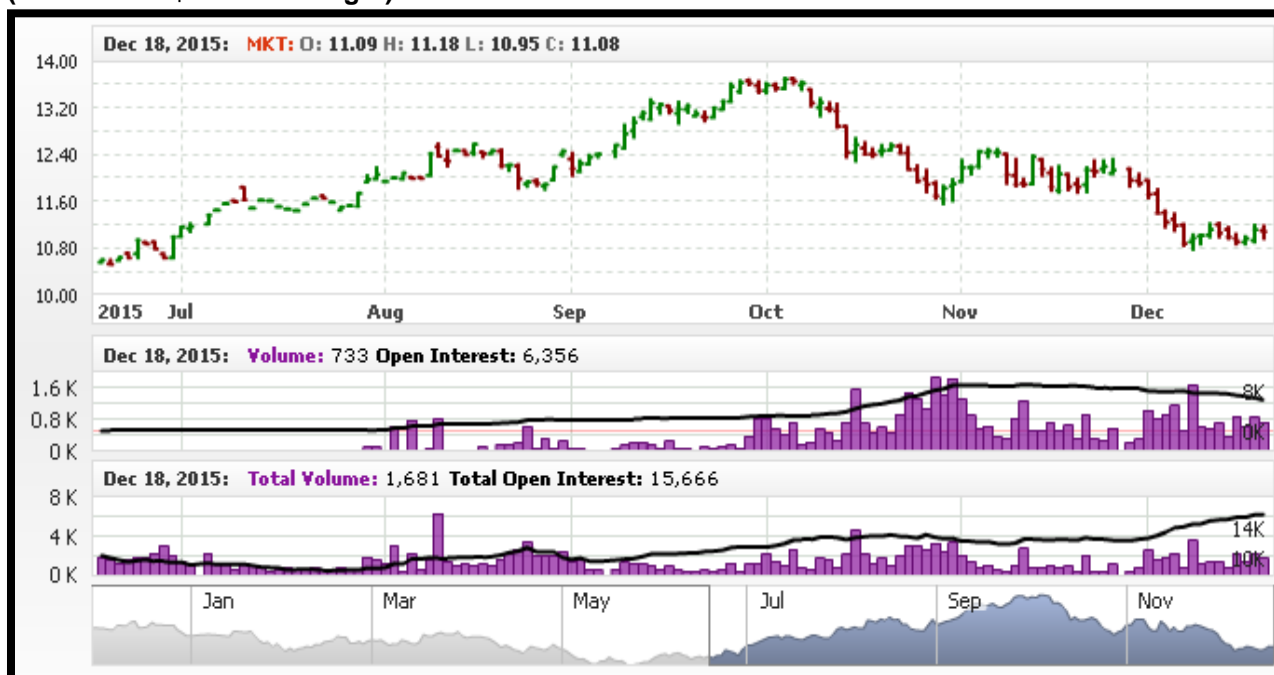 Dec 18, 2015: MKT: O: 11.09 H: 11.18 L: 10.95 C: 11.08
14.00
13.20
12.40
11.60
10.80
10.00
2015 Jul Aug Sep Oct Nov Dec
Dec 18, 2015: Volume: 733 Open Interest: 6,356
1.6 K
0.8 K
0 K
8K
0K
Dec 18, 2015: Total Volume: 1,681 Total Open Interest: 15,666
8 K
4 K
0 K
14K
10K
Jan Mar May Jul Sep Nov